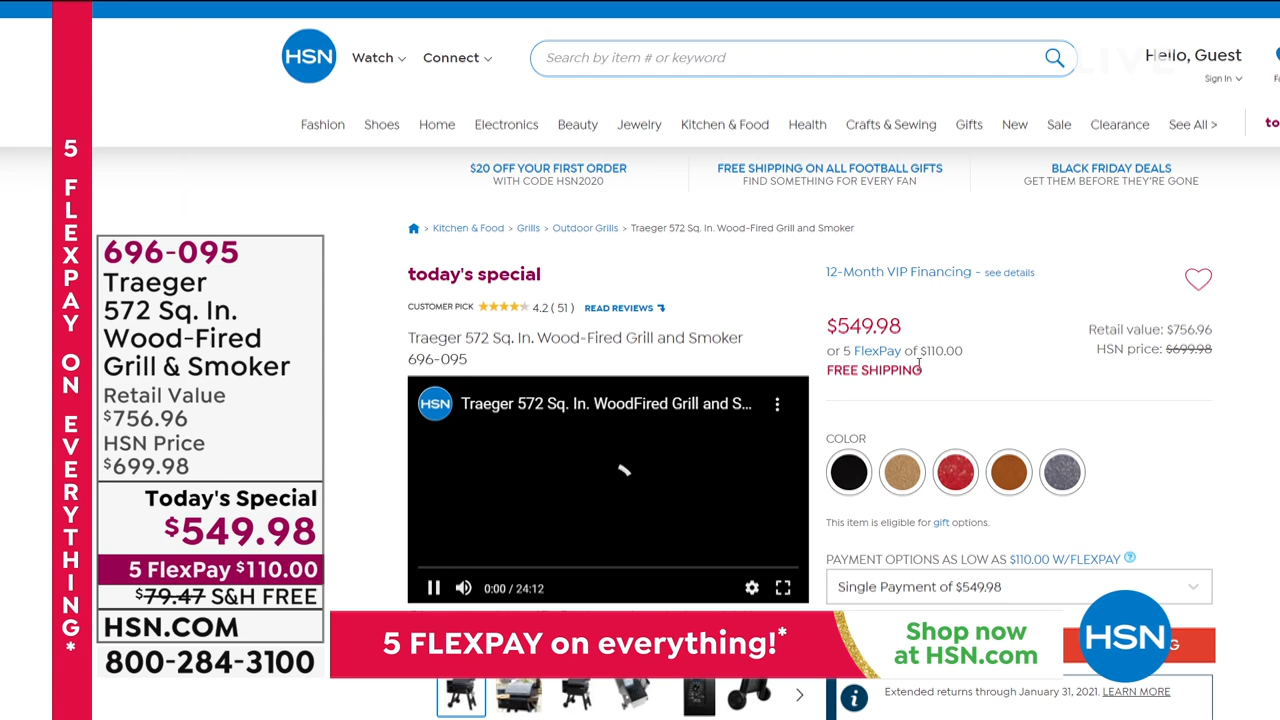 HSN
Watch
Connect
Search by item # or keyword
LIVE
Hello, Guest
Sign In
Fashion
Shoes
Home
Electronics
Beauty
Jewelry
Kitchen & Food
Health
Crafts & Sewing
Gifts
New
Sale
Clearance
See All >
to
$20 OFF YOUR FIRST ORDER
WITH CODE HSN2020
FREE SHIPPING ON ALL FOOTBALL GIFTS
FIND SOMETHING FOR EVERY FAN
BLACK FRIDAY DEALS
GET THEM BEFORE THEY'RE GONE
5 FLEXPAY ON EVERYTHING*
696-095
Traeger
572 Sq. In.
Wood-Fired
Grill & Smoker
Retail Value
$756.96
HSN Price
$699.98
Today's Special
$549.98
5 FlexPay $110.00
$79.47 S&H FREE
HSN.COM
800-284-3100
> Kitchen & Food > Grills > Outdoor Grills > Traeger 572 Sq. In. Wood-Fired Grill and Smoker
today's special
CUSTOMER PICK 4.2 ( 51 ) READ REVIEWS
Traeger 572 Sq. In. Wood-Fired Grill and Smoker
696-095
HSN Traeger 572 Sq. In. WoodFired Grill and S...
0:00 / 24:12
12-Month VIP Financing - see details
$549.98
Retail value: $756.96
or 5 FlexPay of $110.00
HSN price: $699.98
FREE SHIPPING
COLOR
This item is eligible for gift options.
PAYMENT OPTIONS AS LOW AS $110.00 W/FLEXPAY ?
Single Payment of $549.98
5 FLEXPAY on everything!*
Shop now
at HSN.com
HSN
G
Extended returns through January 31, 2021. LEARN MORE